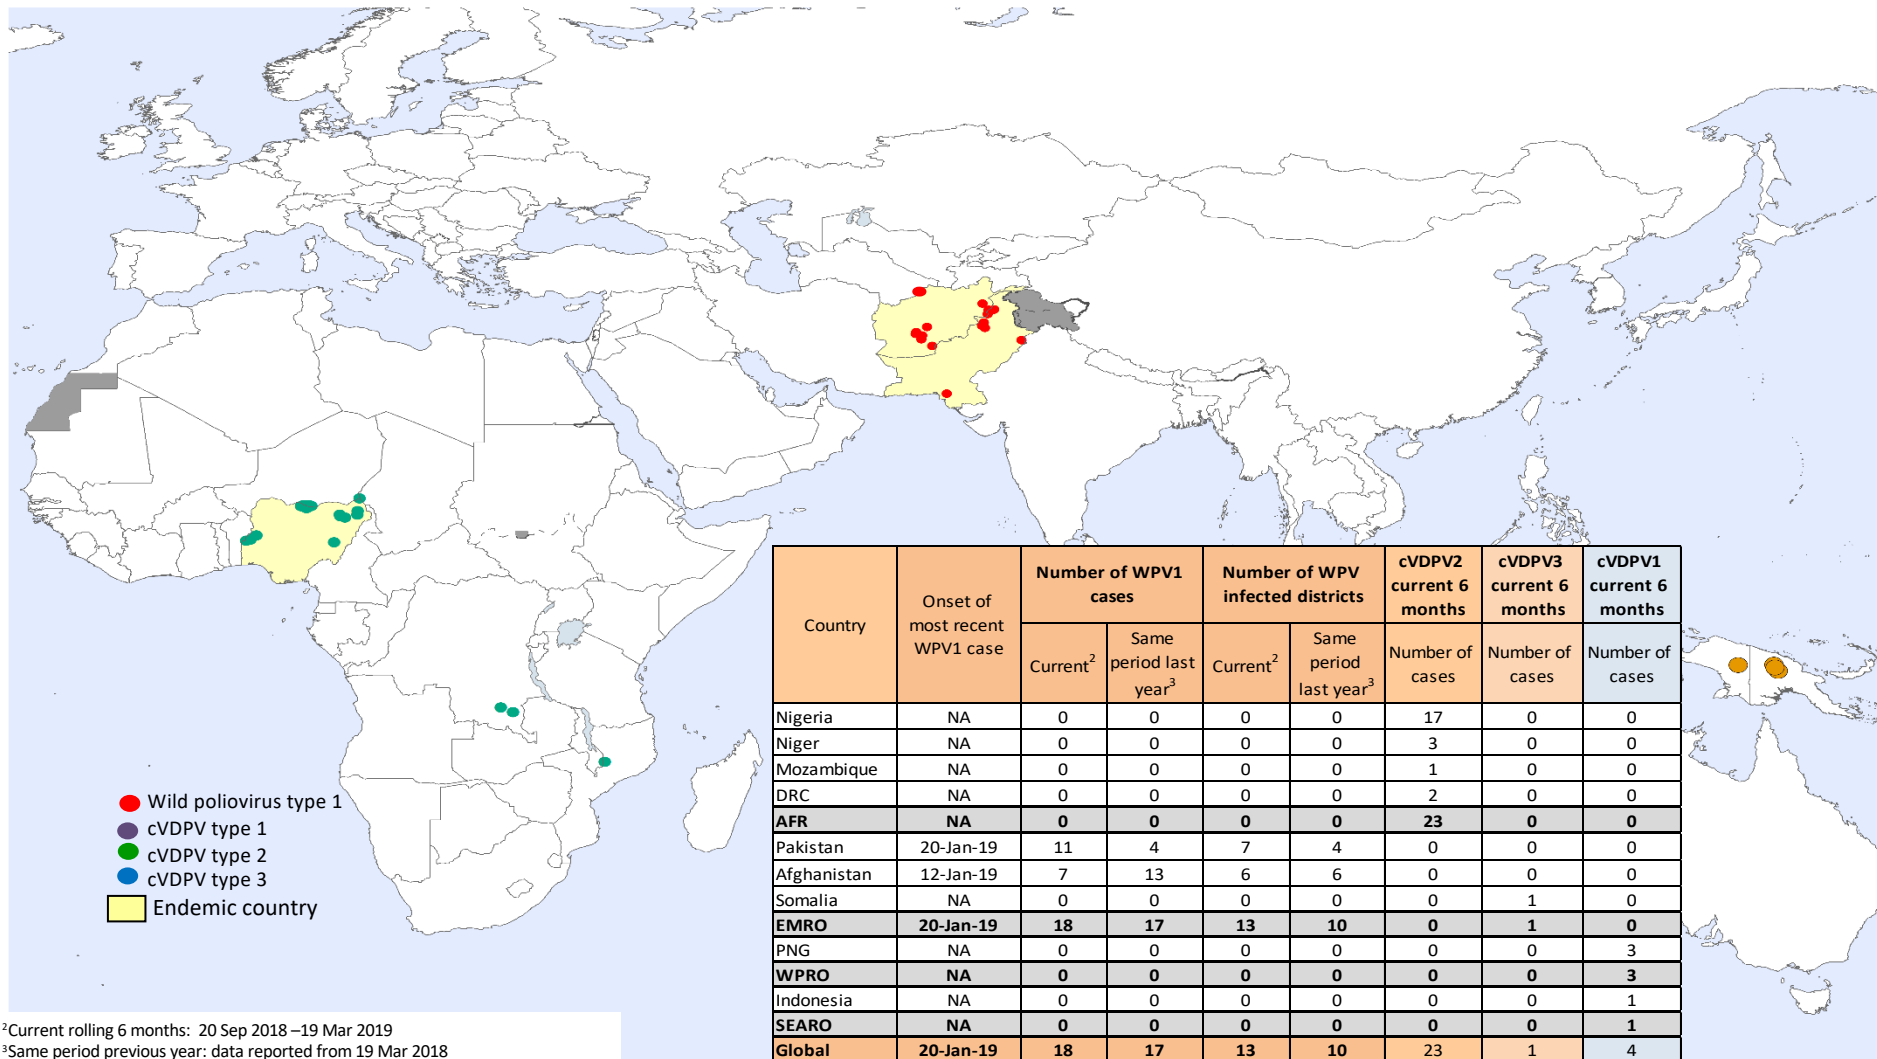 Wild poliovirus type 1
cVDPV type 1
cVDPV type 2
cVDPV type 3
Endemic country
²Current rolling 6 months: 20 Sep 2018 –19 Mar 2019
³Same period previous year: data reported from 19 Mar 2018
Country
Onset of
most recent
WPV1 case
Number of WPV1
cases
Number of WPV
infected districts
cVDPV2
current 6
months
cVDPV3
current 6
months
cVDPV1
current 6
months
Current²
Same
period last
year³
Current²
Same
period
last year³
Number of
cases
Number of
cases
Number of
cases
Nigeria NA 0 0 0 0 17 0 0
Niger NA 0 0 0 0 3 0 0
Mozambique NA 0 0 0 0 1 0 0
DRC NA 0 0 0 0 2 0 0
AFR NA 0 0 0 0 23 0 0
Pakistan 20-Jan-19 11 4 7 4 0 0 0
Afghanistan 12-Jan-19 7 13 6 6 0 0 0
Somalia NA 0 0 0 0 0 1 0
EMRO 20-Jan-19 18 17 13 10 0 1 0
PNG NA 0 0 0 0 0 0 3
WPRO NA 0 0 0 0 0 0 3
Indonesia NA 0 0 0 0 0 0 1
SEARO NA 0 0 0 0 0 0 1
Global 20-Jan-19 18 17 13 10 23 1 4